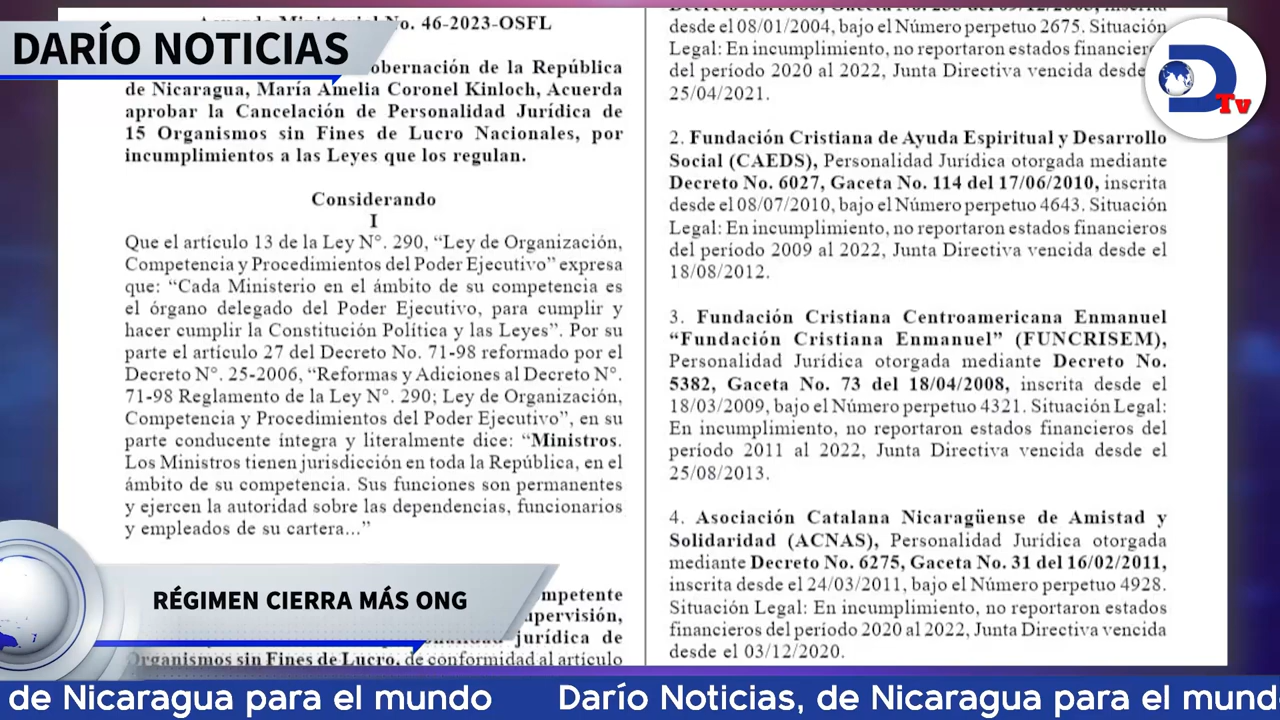 DARÍO NOTICIAS
D
Tv
No. 46-2023-OSFL
obernación de la República
de Nicaragua, María Amelia Coronel Kinloch, Acuerda
aprobar la Cancelación de Personalidad Jurídica de
15 Organismos sin Fines de Lucro Nacionales, por
incumplimientos a las Leyes que los regulan.
Considerando
I
Que el artículo 13 de la Ley N°. 290, “Ley de Organización,
Competencia y Procedimientos del Poder Ejecutivo” expresa
que: “Cada Ministerio en el ámbito de su competencia es
el órgano delegado del Poder Ejecutivo, para cumplir y
hacer cumplir la Constitución Política y las Leyes”. Por su
parte el artículo 27 del Decreto No. 71-98 reformado por el
Decreto N°. 25-2006, “Reformas y Adiciones al Decreto N°.
71-98 Reglamento de la Ley N°. 290; Ley de Organización,
Competencia y Procedimientos del Poder Ejecutivo”, en su
parte conducente íntegra y literalmente dice: “Ministros.
Los Ministros tienen jurisdicción en toda la República, en el
ámbito de su competencia. Sus funciones son permanentes
y ejercen la autoridad sobre las dependencias, funcionarios
y empleados de su cartera...”
mpetente
upervisión,
jurídica de
Organismos sin Fines de Lucro, de conformidad al artículo
desde el 08/01/2004, bajo el Número perpetuo 2675. Situación
Legal: En incumplimiento, no reportaron estados financier
del período 2020 al 2022, Junta Directiva vencida desde
25/04/2021.
2. Fundación Cristiana de Ayuda Espiritual y Desarrollo
Social (CAEDS), Personalidad Jurídica otorgada mediante
Decreto No. 6027, Gaceta No. 114 del 17/06/2010, inscrita
desde el 08/07/2010, bajo el Número perpetuo 4643. Situación
Legal: En incumplimiento, no reportaron estados financieros
del período 2009 al 2022, Junta Directiva vencida desde el
18/08/2012.
3. Fundación Cristiana Centroamericana Enmanuel
“Fundación Cristiana Enmanuel” (FUNCRISEM),
Personalidad Jurídica otorgada mediante Decreto No.
5382, Gaceta No. 73 del 18/04/2008, inscrita desde el
18/03/2009, bajo el Número perpetuo 4321. Situación Legal:
En incumplimiento, no reportaron estados financieros del
período 2011 al 2022, Junta Directiva vencida desde el
25/08/2013.
4. Asociación Catalana Nicaragüense de Amistad y
Solidaridad (ACNAS), Personalidad Jurídica otorgada
mediante Decreto No. 6275, Gaceta No. 31 del 16/02/2011,
inscrita desde el 24/03/2011, bajo el Número perpetuo 4928.
Situación Legal: En incumplimiento, no reportaron estados
financieros del período 2020 al 2022, Junta Directiva vencida
desde el 03/12/2020.
RÉGIMEN CIERRA MÁS ONG
de Nicaragua para el mundo Darío Noticias, de Nicaragua para el mund